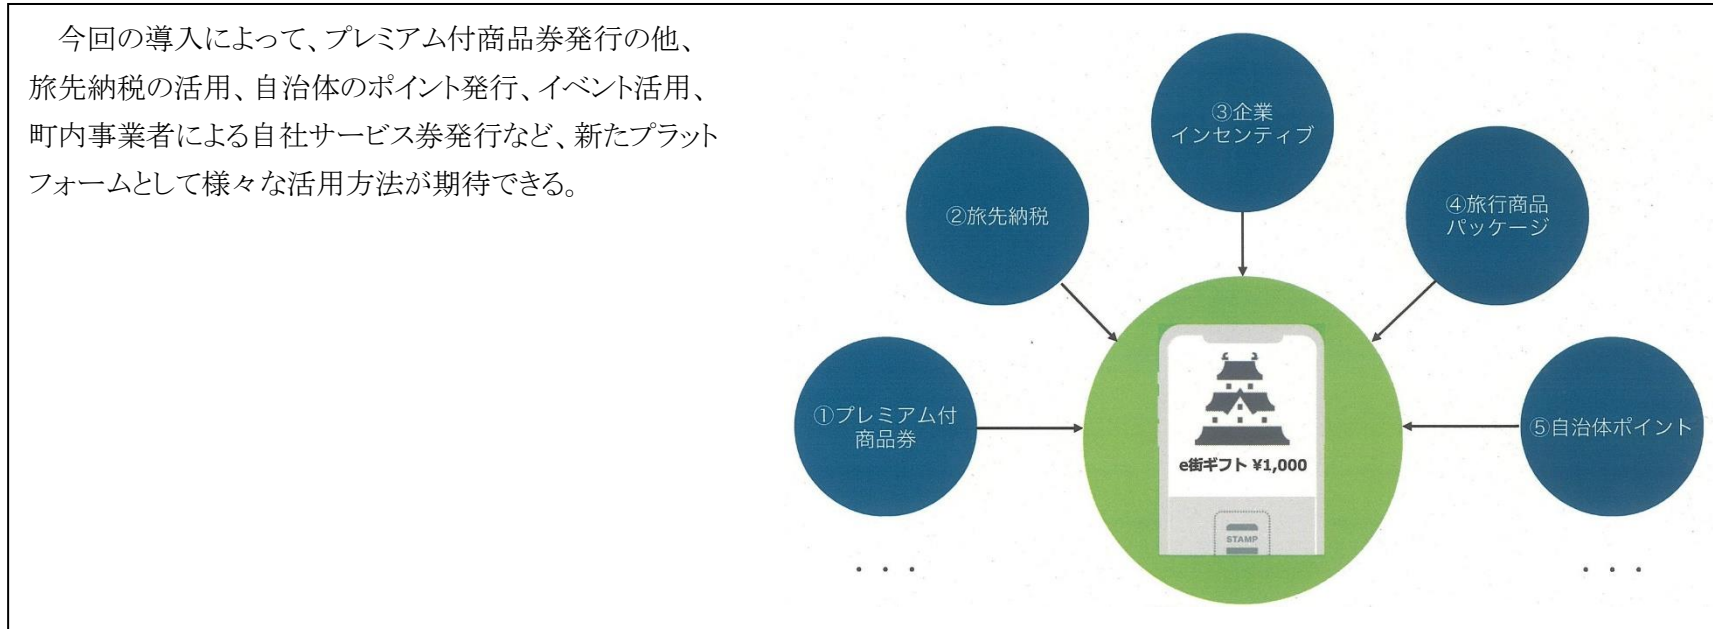 今回の導入によって、プレミアム付商品券発行の他、
旅先納税の活用、自治体のポイント発行、イベント活用、
町内事業者による自社サービス券発行など、新たプラット
フォームとして様々な活用方法が期待できる。
③企業
インセンティブ
②旅先納税
④旅行商品
パッケージ
①プレミアム付
商品券
⑤自治体ポイント
e街ギフト ¥1,000
STAMP
・・・
・・・